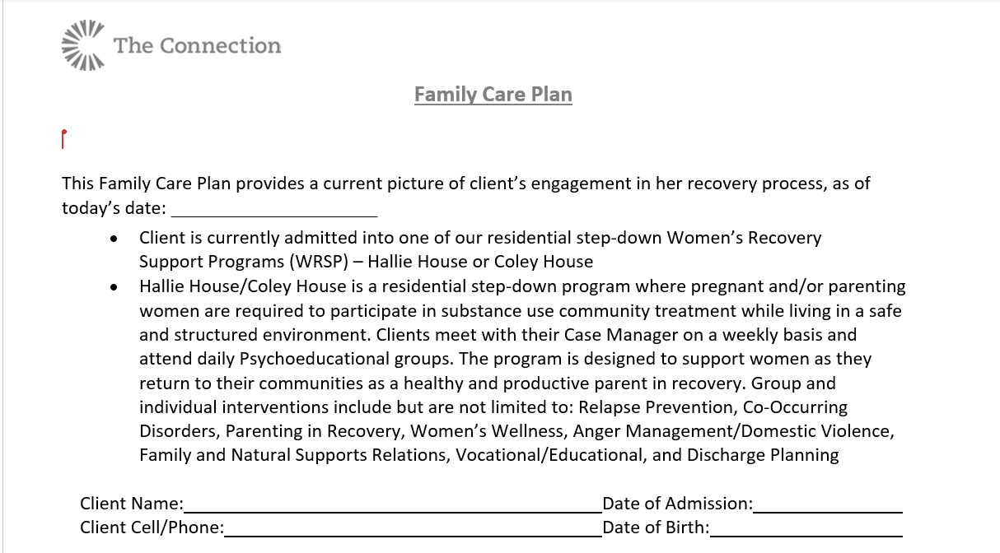 The Connection
Family Care Plan
This Family Care Plan provides a current picture of client’s engagement in her recovery process, as of
today’s date: ______________________
• Client is currently admitted into one of our residential step-down Women’s Recovery
Support Programs (WRSP) – Hallie House or Coley House
• Hallie House/Coley House is a residential step-down program where pregnant and/or parenting
women are required to participate in substance use community treatment while living in a safe
and structured environment. Clients meet with their Case Manager on a weekly basis and
attend daily Psychoeducational groups. The program is designed to support women as they
return to their communities as a healthy and productive parent in recovery. Group and
individual interventions include but are not limited to: Relapse Prevention, Co-Occurring
Disorders, Parenting in Recovery, Women’s Wellness, Anger Management/Domestic Violence,
Family and Natural Supports Relations, Vocational/Educational, and Discharge Planning
Client Name:____________________Date of Admission:__________
Client Cell/Phone:____________________Date of Birth:__________